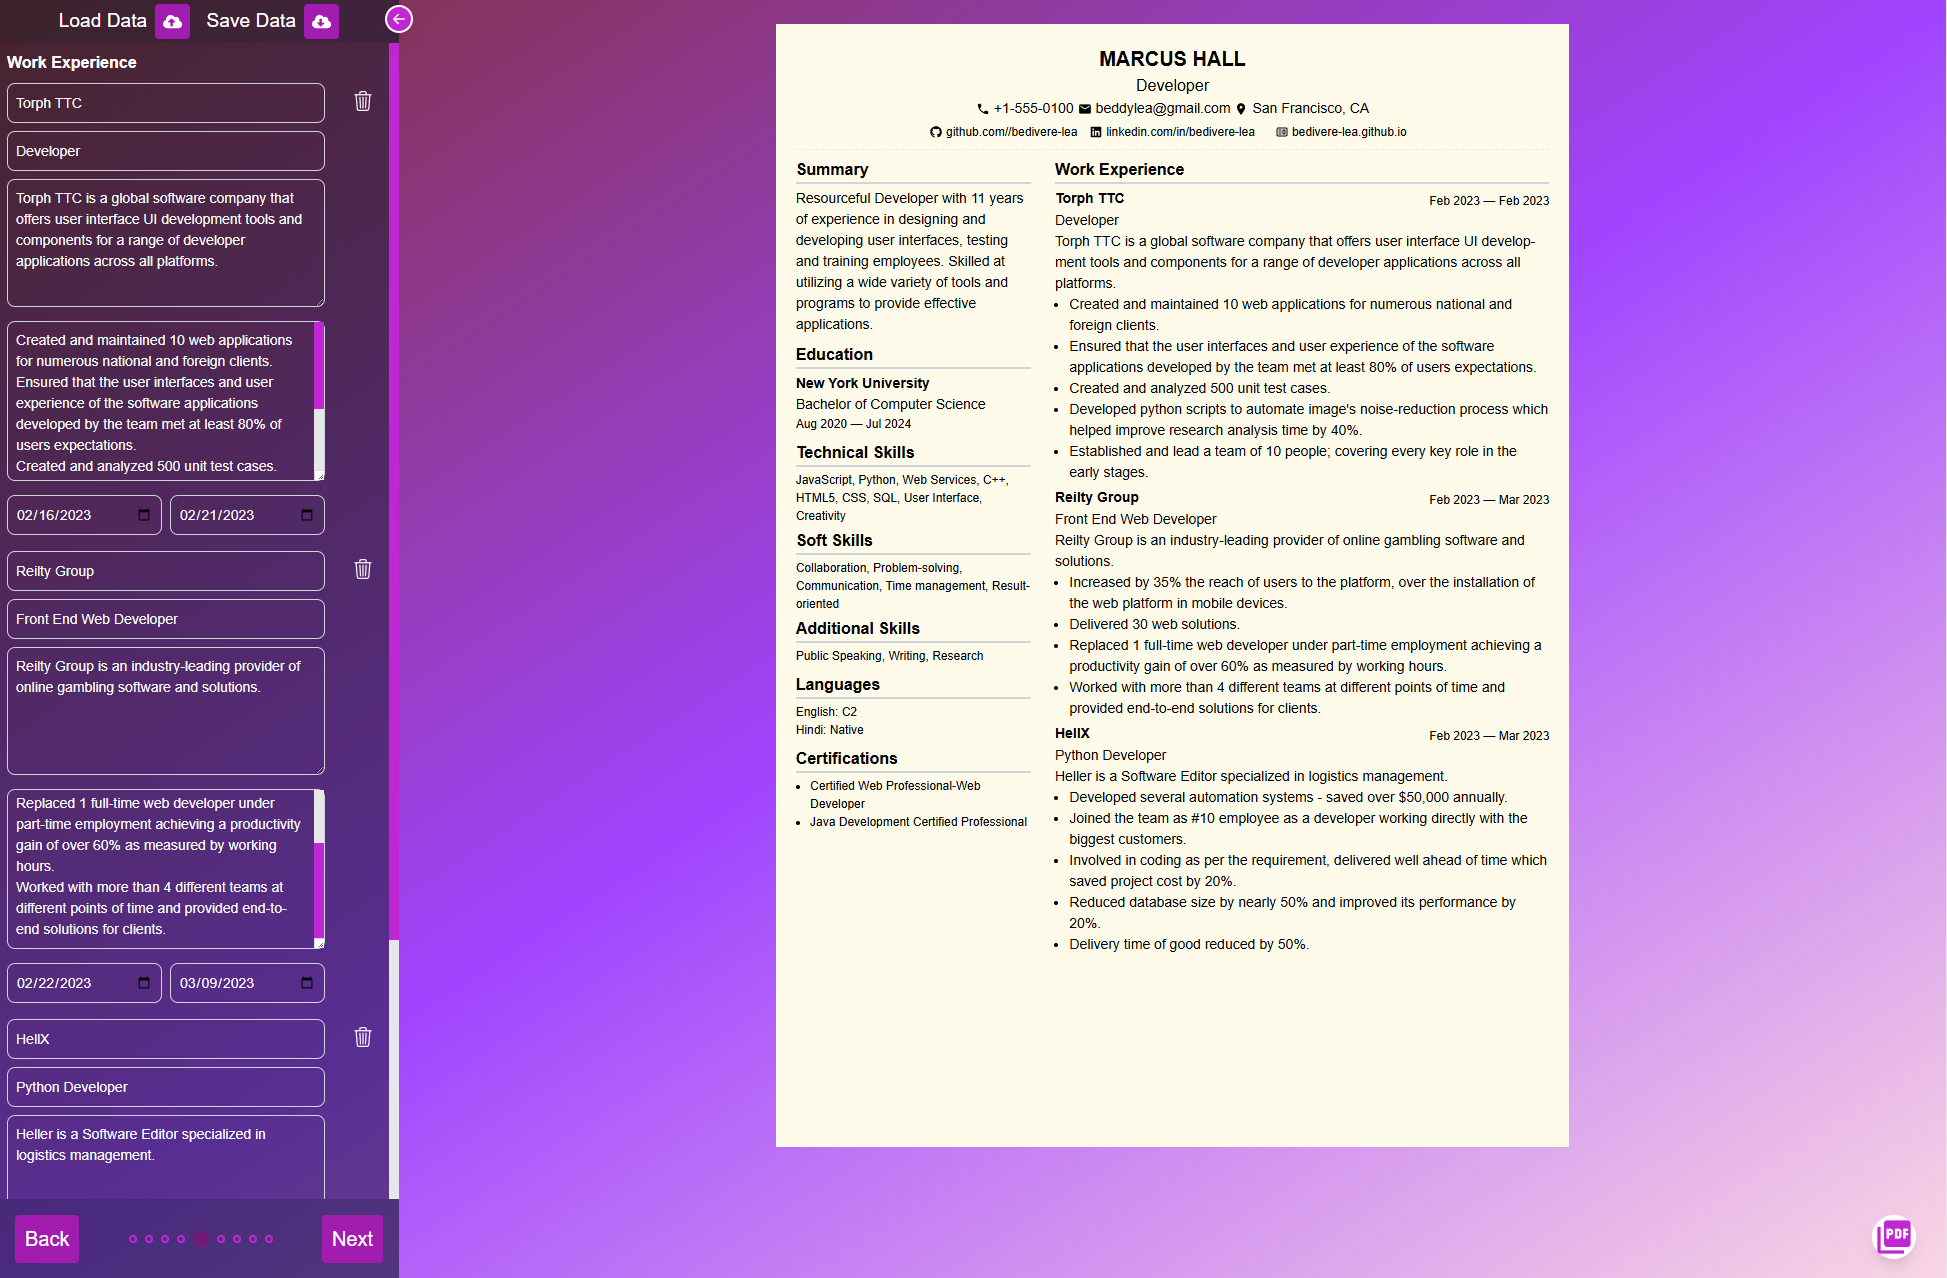 Load Data
Save Data
Work Experience
Torph TTC
Developer
Torph TTC is a global software company that
offers user interface UI development tools and
components for a range of developer
applications across all platforms.
Created and maintained 10 web applications
for numerous national and foreign clients.
Ensured that the user interfaces and user
experience of the software applications
developed by the team met at least 80% of
users expectations.
Created and analyzed 500 unit test cases.
02/16/2023
02/21/2023
Reilty Group
Front End Web Developer
Reilty Group is an industry-leading provider of
online gambling software and solutions.
Replaced 1 full-time web developer under
part-time employment achieving a productivity
gain of over 60% as measured by working
hours.
Worked with more than 4 different teams at
different points of time and provided end-to-
end solutions for clients.
02/22/2023
03/09/2023
HellX
Python Developer
Heller is a Software Editor specialized in
logistics management.
Back
Next
MARCUS HALL
Developer
+1-555-0100 beddylea@gmail.com San Francisco, CA
github.com//bedivere-lea linkedin.com/in/bedivere-lea bedivere-lea.github.io
Summary
Resourceful Developer with 11 years
of experience in designing and
developing user interfaces, testing
and training employees. Skilled at
utilizing a wide variety of tools and
programs to provide effective
applications.
Education
New York University
Bachelor of Computer Science
Aug 2020 — Jul 2024
Technical Skills
JavaScript, Python, Web Services, C++,
HTML5, CSS, SQL, User Interface,
Creativity
Soft Skills
Collaboration, Problem-solving,
Communication, Time management, Result-
oriented
Additional Skills
Public Speaking, Writing, Research
Languages
English: C2
Hindi: Native
Certifications
• Certified Web Professional-Web
Developer
• Java Development Certified Professional
Work Experience
Torph TTC
Feb 2023 — Feb 2023
Developer
Torph TTC is a global software company that offers user interface UI develop-
ment tools and components for a range of developer applications across all
platforms.
• Created and maintained 10 web applications for numerous national and
foreign clients.
• Ensured that the user interfaces and user experience of the software
applications developed by the team met at least 80% of users expectations.
• Created and analyzed 500 unit test cases.
• Developed python scripts to automate image's noise-reduction process which
helped improve research analysis time by 40%.
• Established and lead a team of 10 people; covering every key role in the
early stages.
Reilty Group
Feb 2023 — Mar 2023
Front End Web Developer
Reilty Group is an industry-leading provider of online gambling software and
solutions.
• Increased by 35% the reach of users to the platform, over the installation of
the web platform in mobile devices.
• Delivered 30 web solutions.
• Replaced 1 full-time web developer under part-time employment achieving a
productivity gain of over 60% as measured by working hours.
• Worked with more than 4 different teams at different points of time and
provided end-to-end solutions for clients.
HellX
Feb 2023 — Mar 2023
Python Developer
Heller is a Software Editor specialized in logistics management.
• Developed several automation systems - saved over $50,000 annually.
• Joined the team as #10 employee as a developer working directly with the
biggest customers.
• Involved in coding as per the requirement, delivered well ahead of time which
saved project cost by 20%.
• Reduced database size by nearly 50% and improved its performance by
20%.
• Delivery time of good reduced by 50%.
PDF